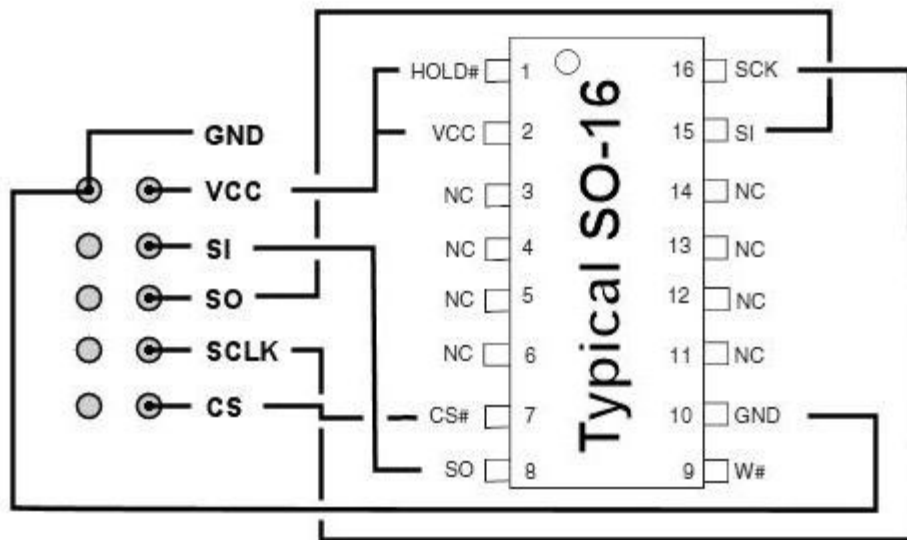 GND
VCC
SI
SO
SCLK
CS
HOLD# 1
VCC 2
NC 3
NC 4
NC 5
NC 6
CS# 7
SO 8
Typical SO-16
16 SCK
15 SI
14 NC
13 NC
12 NC
11 NC
10 GND
9 W#